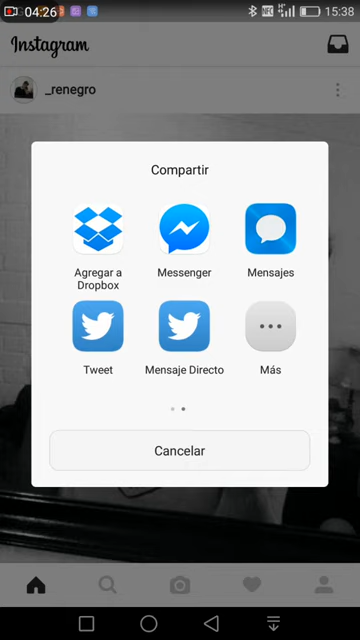 04:26
15:38
Instagram
_renegro
Compartir
Agregar a
Dropbox
Messenger
Mensajes
Tweet
Mensaje Directo
Más
Cancelar